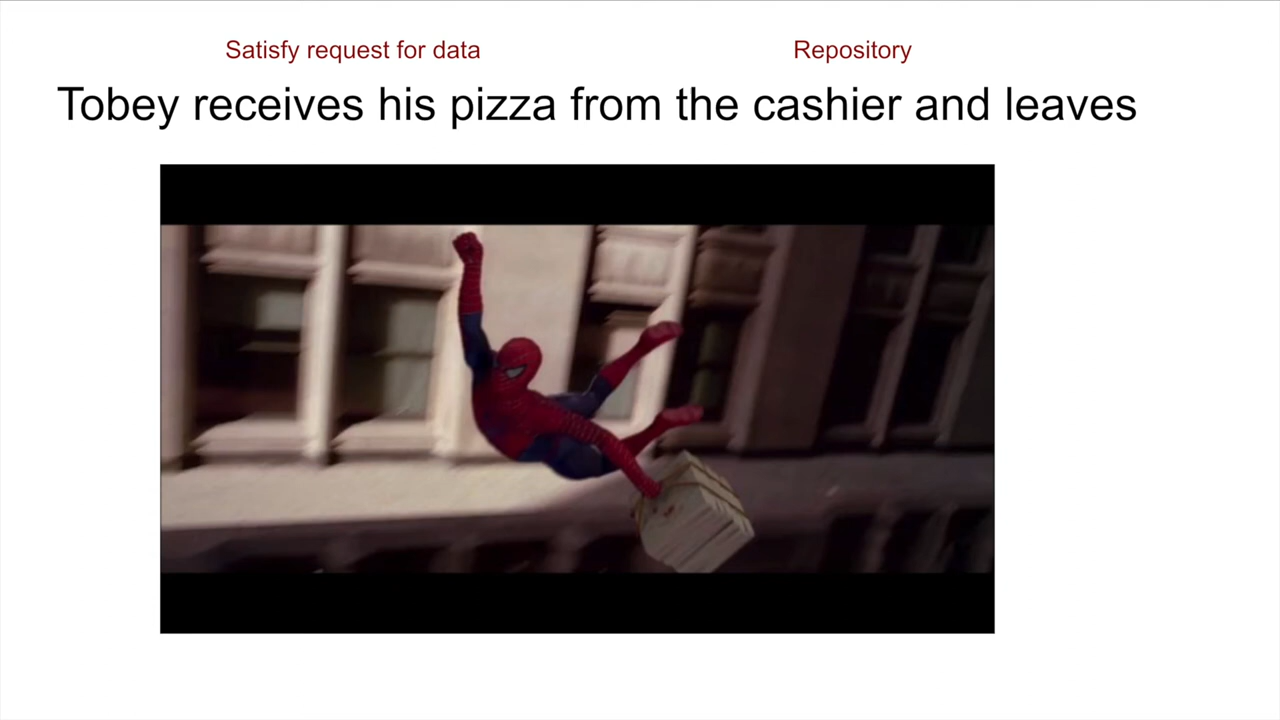 Satisfy request for data
Repository
Tobey receives his pizza from the cashier and leaves